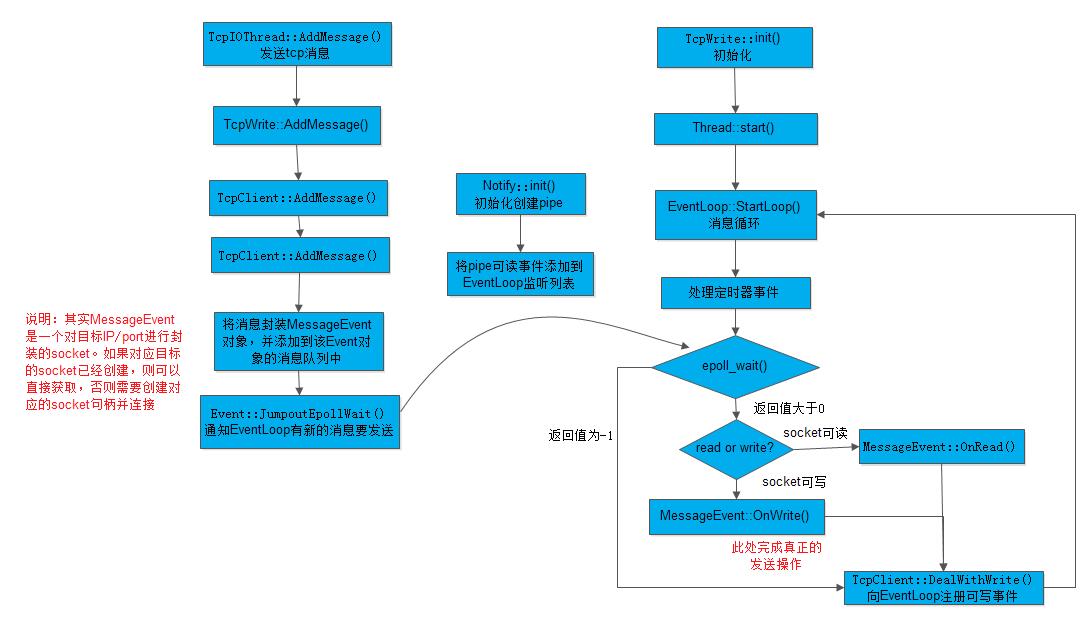 TcpIOThread::AddMessage()
发送tcp消息
TcpWrite::AddMessage()
TcpClient::AddMessage()
TcpClient::AddMessage()
将消息封装MessageEvent
对象，并添加到该Event对
象的消息队列中
Event::JumpoutEpollWait()
通知EventLoop有新的消息要发送
说明：其实MessageEvent
是一个对目标IP/port进行封
装的socket。如果对应目标
的socket已经创建，则可以
直接获取，否则需要创建对
应的socket句柄并连接
Notify::init()
初始化创建pipe
将pipe可读事件添加到
EventLoop监听列表
TcpWrite::init()
初始化
Thread::start()
EventLoop::StartLoop()
消息循环
处理定时器事件
epoll_wait()
返回值大于0
返回值为-1
read or write?
socket可读
MessageEvent::OnRead()
socket可写
MessageEvent::OnWrite()
此处完成真正的
发送操作
TcpClient::DealWithWrite()
向EventLoop注册可写事件